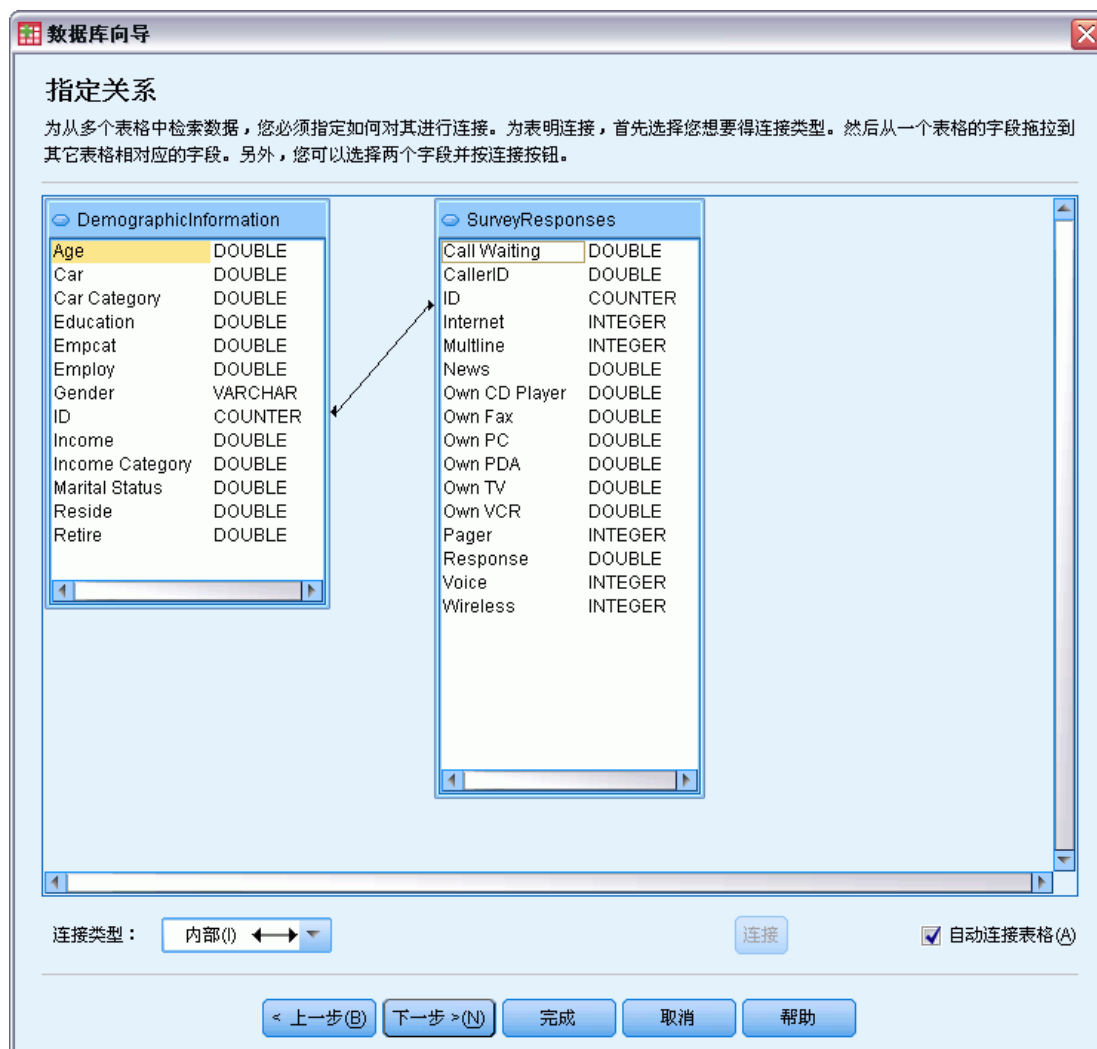 数据库向导
指定关系
为从多个表格中检索数据，您必须指定如何对其进行连接。为表明连接，首先选择您想要得连接类型。然后从一个表格的字段拖拉到
其它表格相对应的字段。另外，您可以选择两个字段并按连接按钮。
DemographicInformation
Age DOUBLE
Car DOUBLE
Car Category DOUBLE
Education DOUBLE
Empcat DOUBLE
Employ DOUBLE
Gender VARCHAR
ID COUNTER
Income DOUBLE
Income Category DOUBLE
Marital Status DOUBLE
Reside DOUBLE
Retire DOUBLE
SurveyResponses
Call Waiting DOUBLE
CallerID DOUBLE
ID COUNTER
Internet INTEGER
Multline INTEGER
News DOUBLE
Own CD Player DOUBLE
Own Fax DOUBLE
Own PC DOUBLE
Own PDA DOUBLE
Own TV DOUBLE
Own VCR DOUBLE
Pager INTEGER
Response DOUBLE
Voice INTEGER
Wireless INTEGER
连接类型： 内部(I) 连接 自动连接表格(A)
< 上一步(B) 下一步 >(N) 完成 取消 帮助